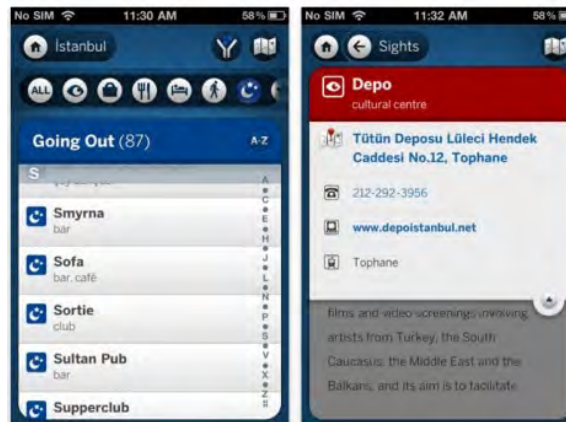 No SIM 11:30 AM 58%
İstanbul
ALL
Going Out (87) A-Z
S
Smyrna
bar
Sofa
bar, café
Sortie
club
Sultan Pub
bar
Supperclub
A
C
E
H
J
L
N
P
S
V
X
Z
#
No SIM 11:32 AM 58%
Sights
Depo
cultural centre
Tütün Deposu Lüleci Hendek
Caddesi No.12, Tophane
212-292-3956
www.depoistanbul.net
Tophane
films and video screenings involving
artists from Turkey, the South
Caucasus, the Middle East and the
Balkans, and its aim is to facilitate